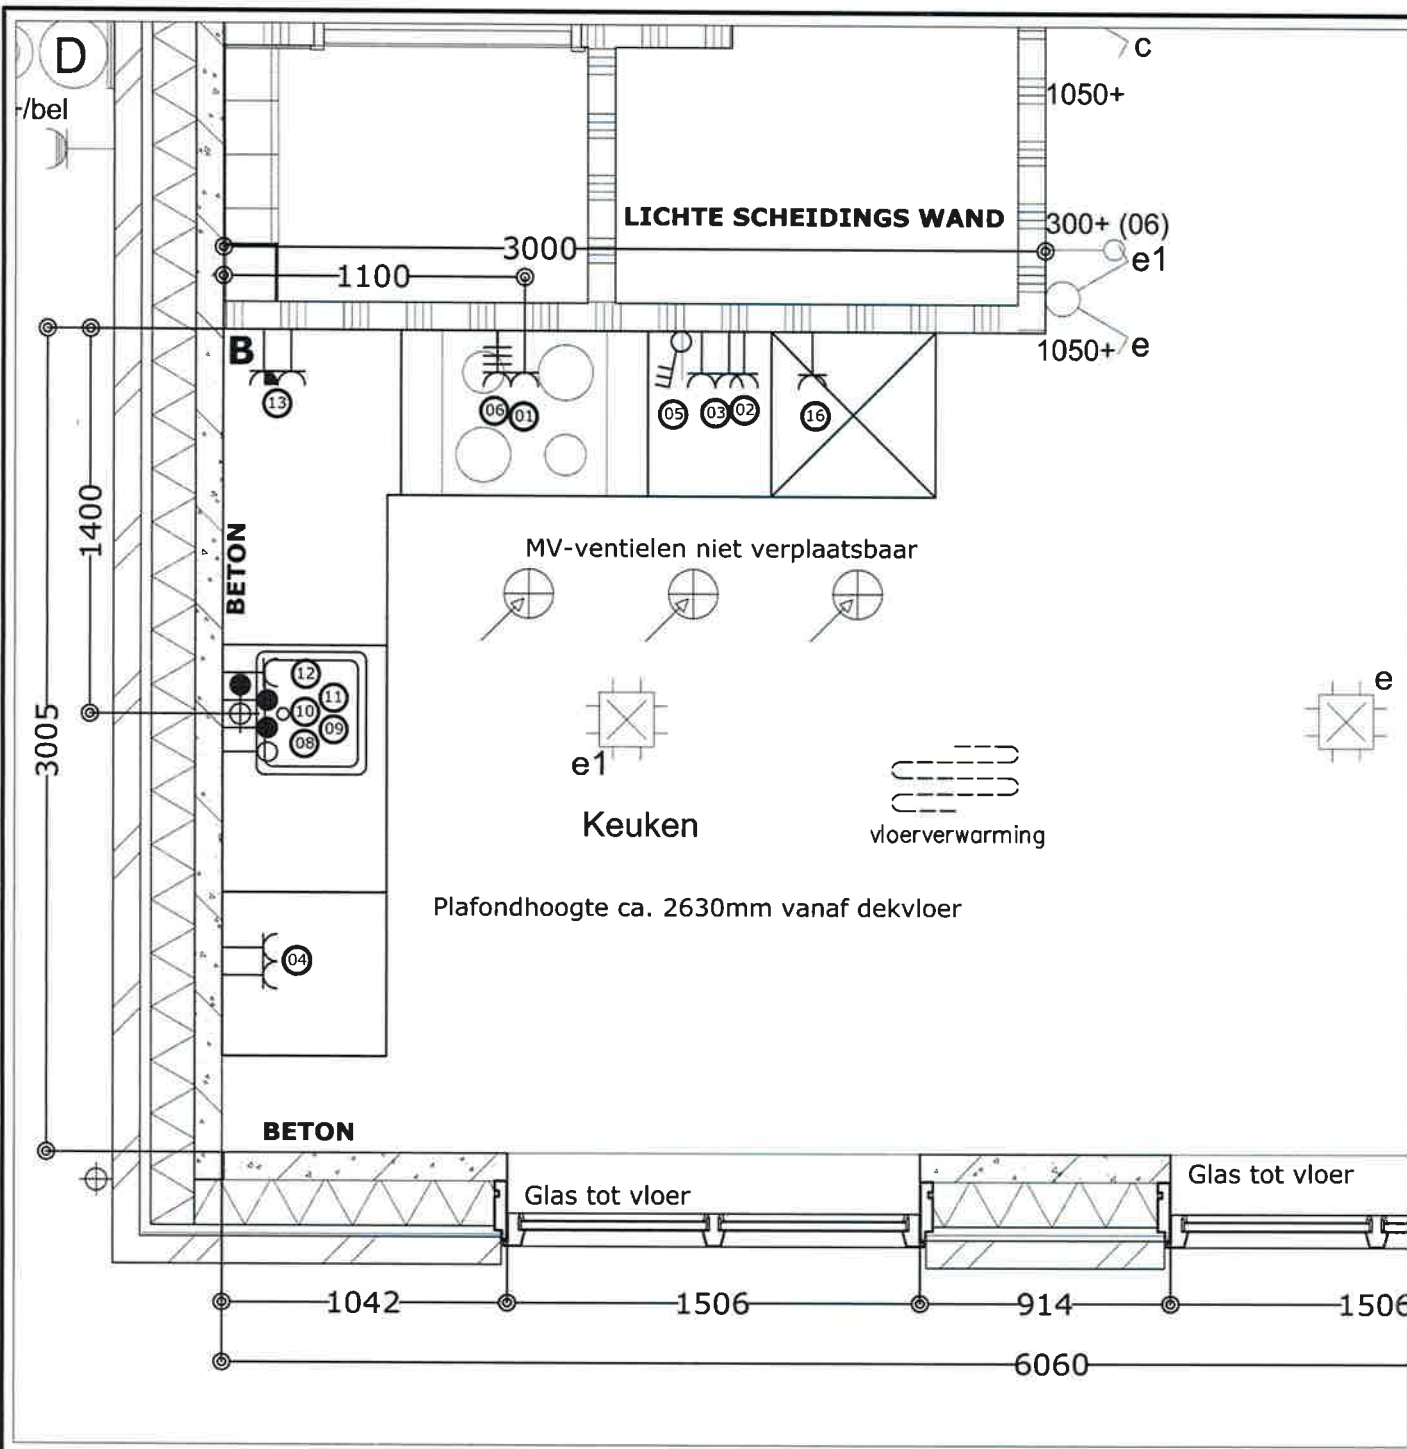 D
c
1050+
-/bel
LICHTE SCHEIDINGS WAND
300+ (06)
3000
e1
1100
B
1050+ e
13
06 01
05 03 02
16
1400
BETON
MV-ventielen niet verplaatsbaar
12
11
10
09
08
e
3005
e1
Keuken
vloerverwarming
Plafondhoogte ca. 2630mm vanaf dekvloer
04
BETON
Glas tot vloer
Glas tot vloer
1042
1506
914
1506
6060